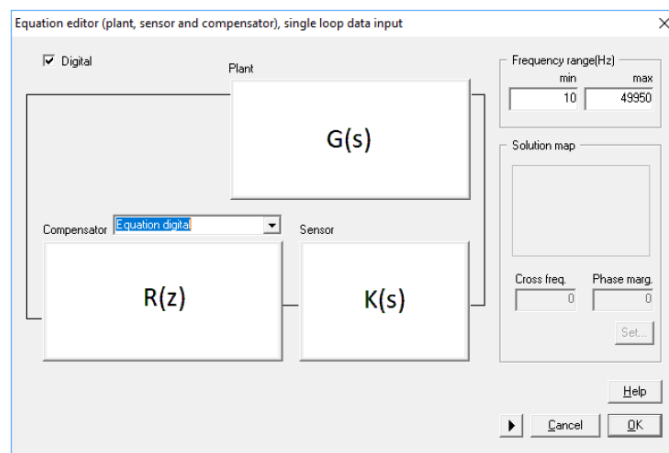 Equation editor (plant, sensor and compensator), single loop data input
Digital
Plant
G(s)
Compensator
Equation digital
R(z)
Sensor
K(s)
Frequency range(Hz)
min max
10 49950
Solution map
Cross freq. Phase marg.
0 0
Set...
Help
Cancel
OK